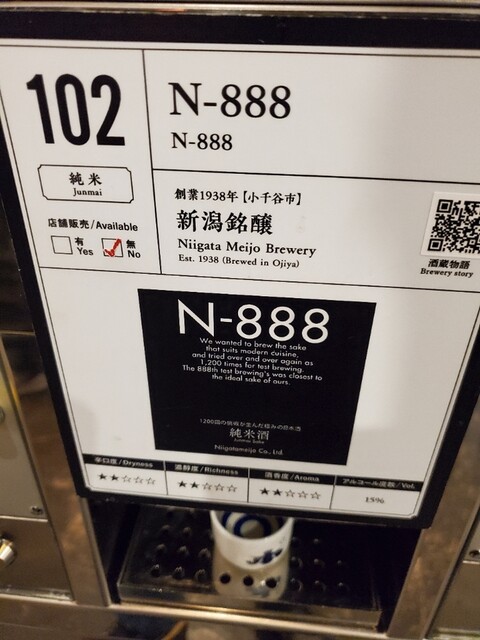 102
純米
Junmai
店舗販売/Available
有
Yes
無
No
N-888
N-888
創業1938年【小千谷市】
新潟銘醸
Niigata Meijo Brewery
Est. 1938 (Brewed in Ojiya)
酒蔵物語
Brewery story
N-888
We wanted to brew the sake
that suits modern cuisine,
and tried over and over again as
1,200 times for test brewing.
The 888th test brewing's was closest to
the ideal sake of ours.
純米酒
Junmai Sake
Niigatameijo Co., Ltd.
辛口度/Dryness
★★☆☆☆
濃醇度/Richness
★★☆☆☆
清香度/Aroma
★★☆☆☆
アルコール度数/Vol.
15%